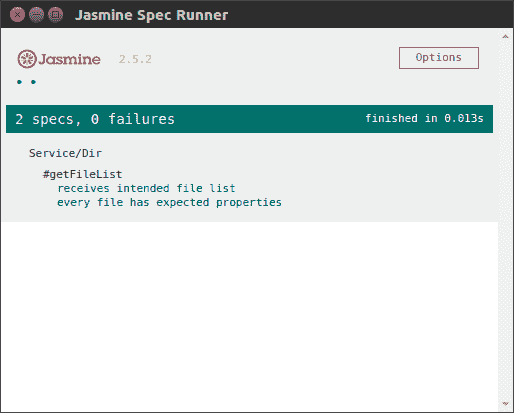 Jasmine Spec Runner
Jasmine 2.5.2 Options
2 specs, 0 failures finished in 0.013s
Service/Dir
#getFileList
receives intended file list
every file has expected properties